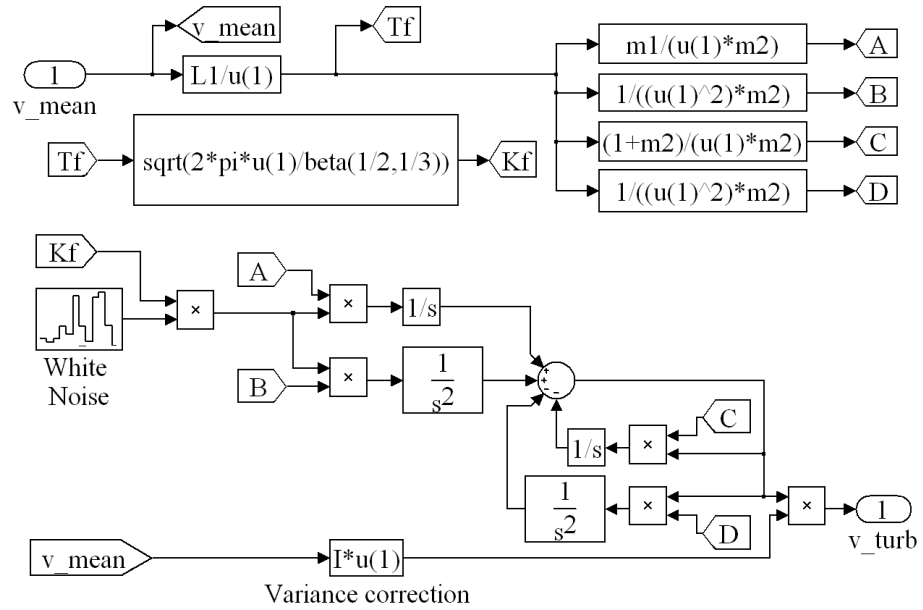 v_mean
Tf
1
v_mean
L1/u(1)
m1/(u(1)*m2)
A
1/((u(1)^2)*m2)
B
(1+m2)/(u(1)*m2)
C
1/((u(1)^2)*m2)
D
Tf
sqrt(2*pi*u(1)/beta(1/2,1/3))
Kf
Kf
A
×
×
1/s
White
Noise
B
×
1
s2
+
+
−
−
C
1/s
×
1
s2
×
D
×
1
v_turb
v_mean
I*u(1)
Variance correction